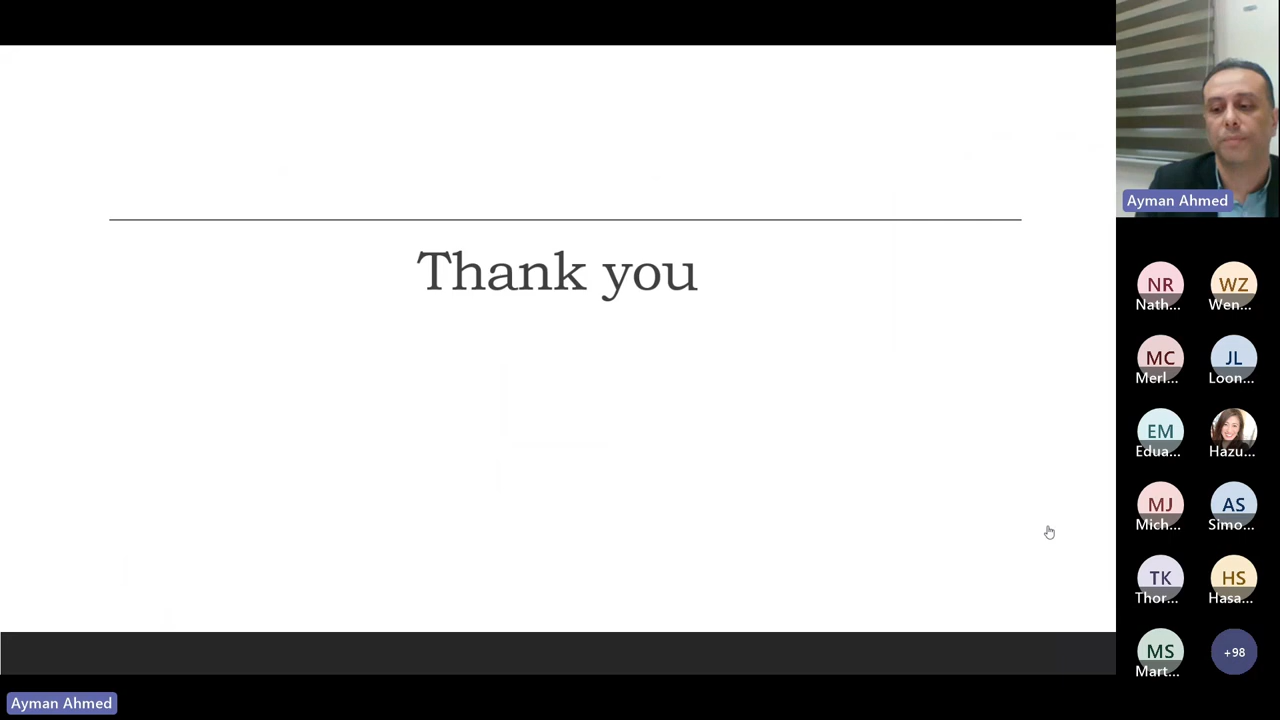 Thank you
Ayman Ahmed
NR
Nath...
WZ
Wen...
MC
Merl...
JL
Loon...
EM
Edua...
Hazu...
MJ
Mich...
AS
Simo...
TK
Thor...
HS
Hasa...
MS
Mart...
+98
Ayman Ahmed